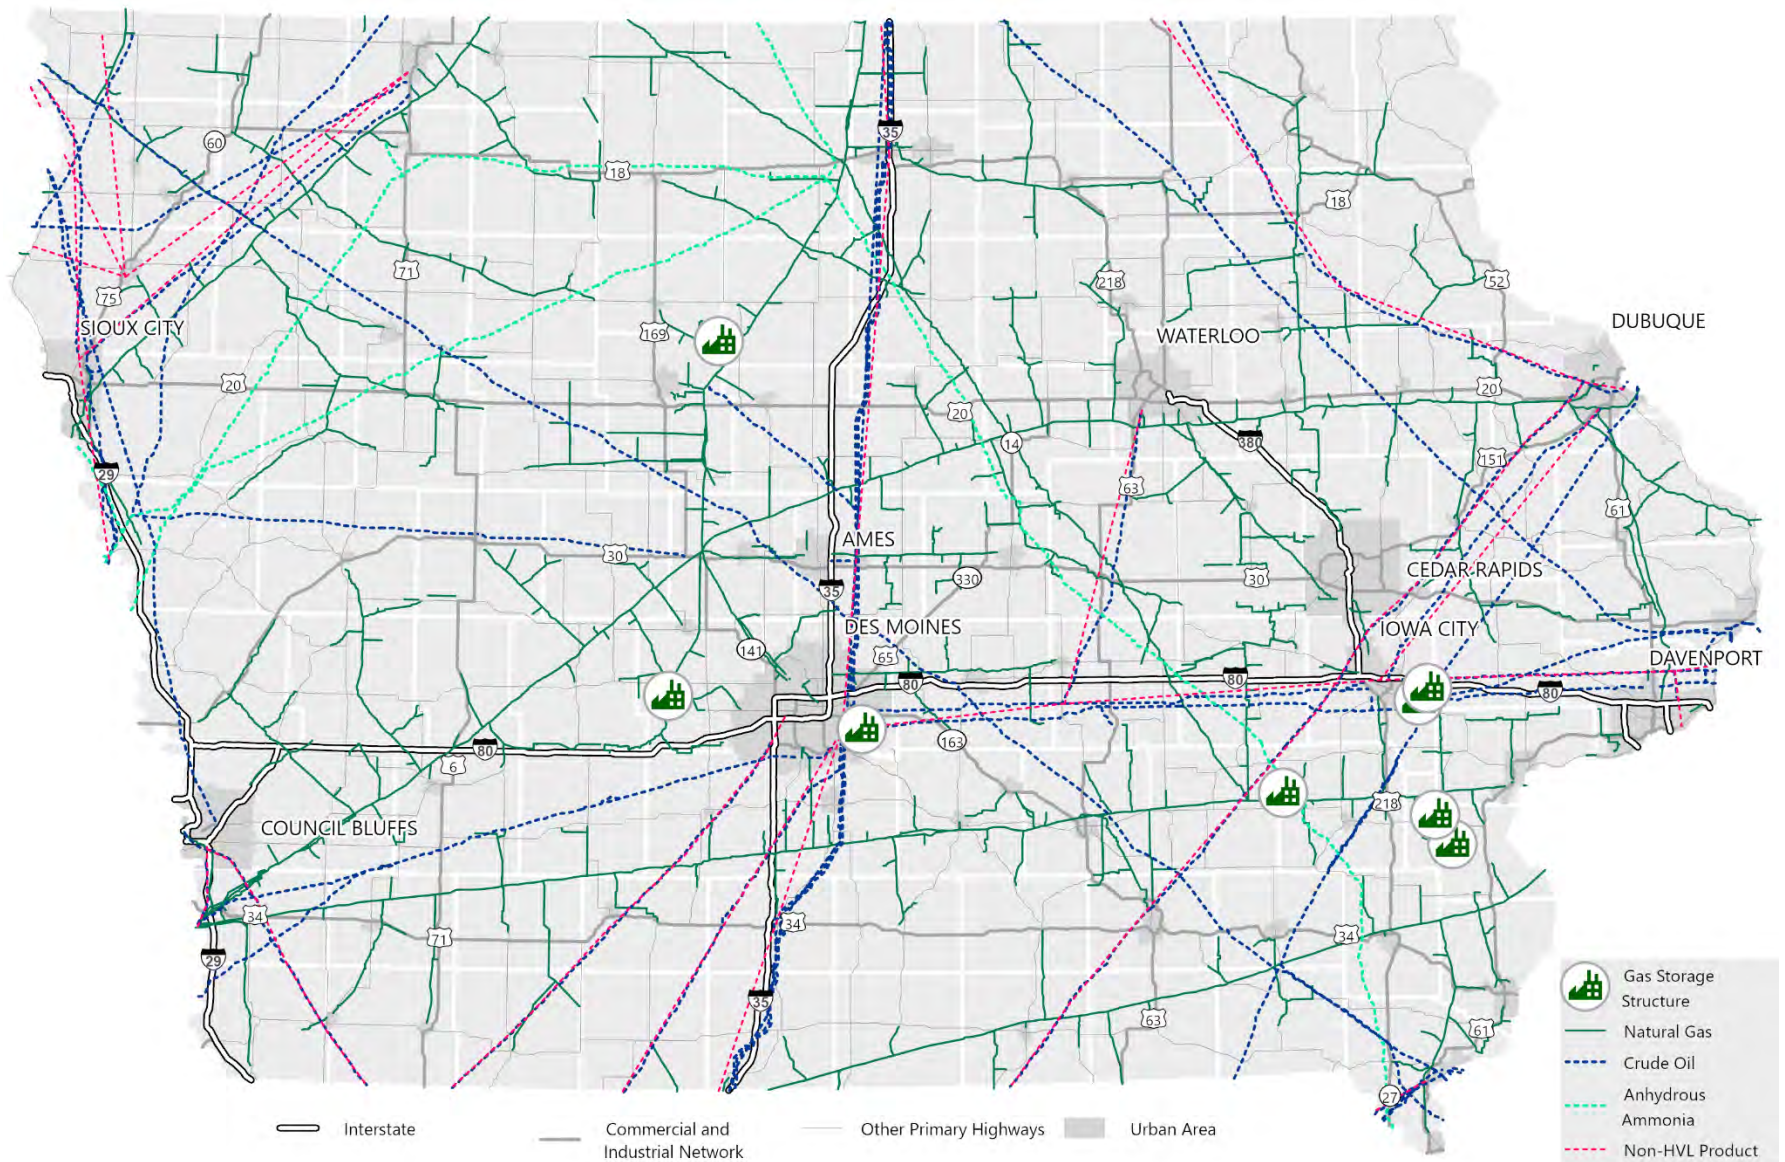 35
60
18
18
71
218
52
75
SIOUX CITY
169
WATERLOO
DUBUQUE
20
20
20
14
380
151
29
63
61
AMES
30
330
30
CEDAR RAPIDS
35
DES MOINES
IOWA CITY
141
65
80
80
DAVENPORT
80
163
80
6
218
COUNCIL BLUFFS
34
71
34
34
29
35
63
61
27
Gas Storage
Structure
Natural Gas
Crude Oil
Anhydrous
Ammonia
Non-HVL Product
Interstate
Commercial and
Industrial Network
Other Primary Highways
Urban Area